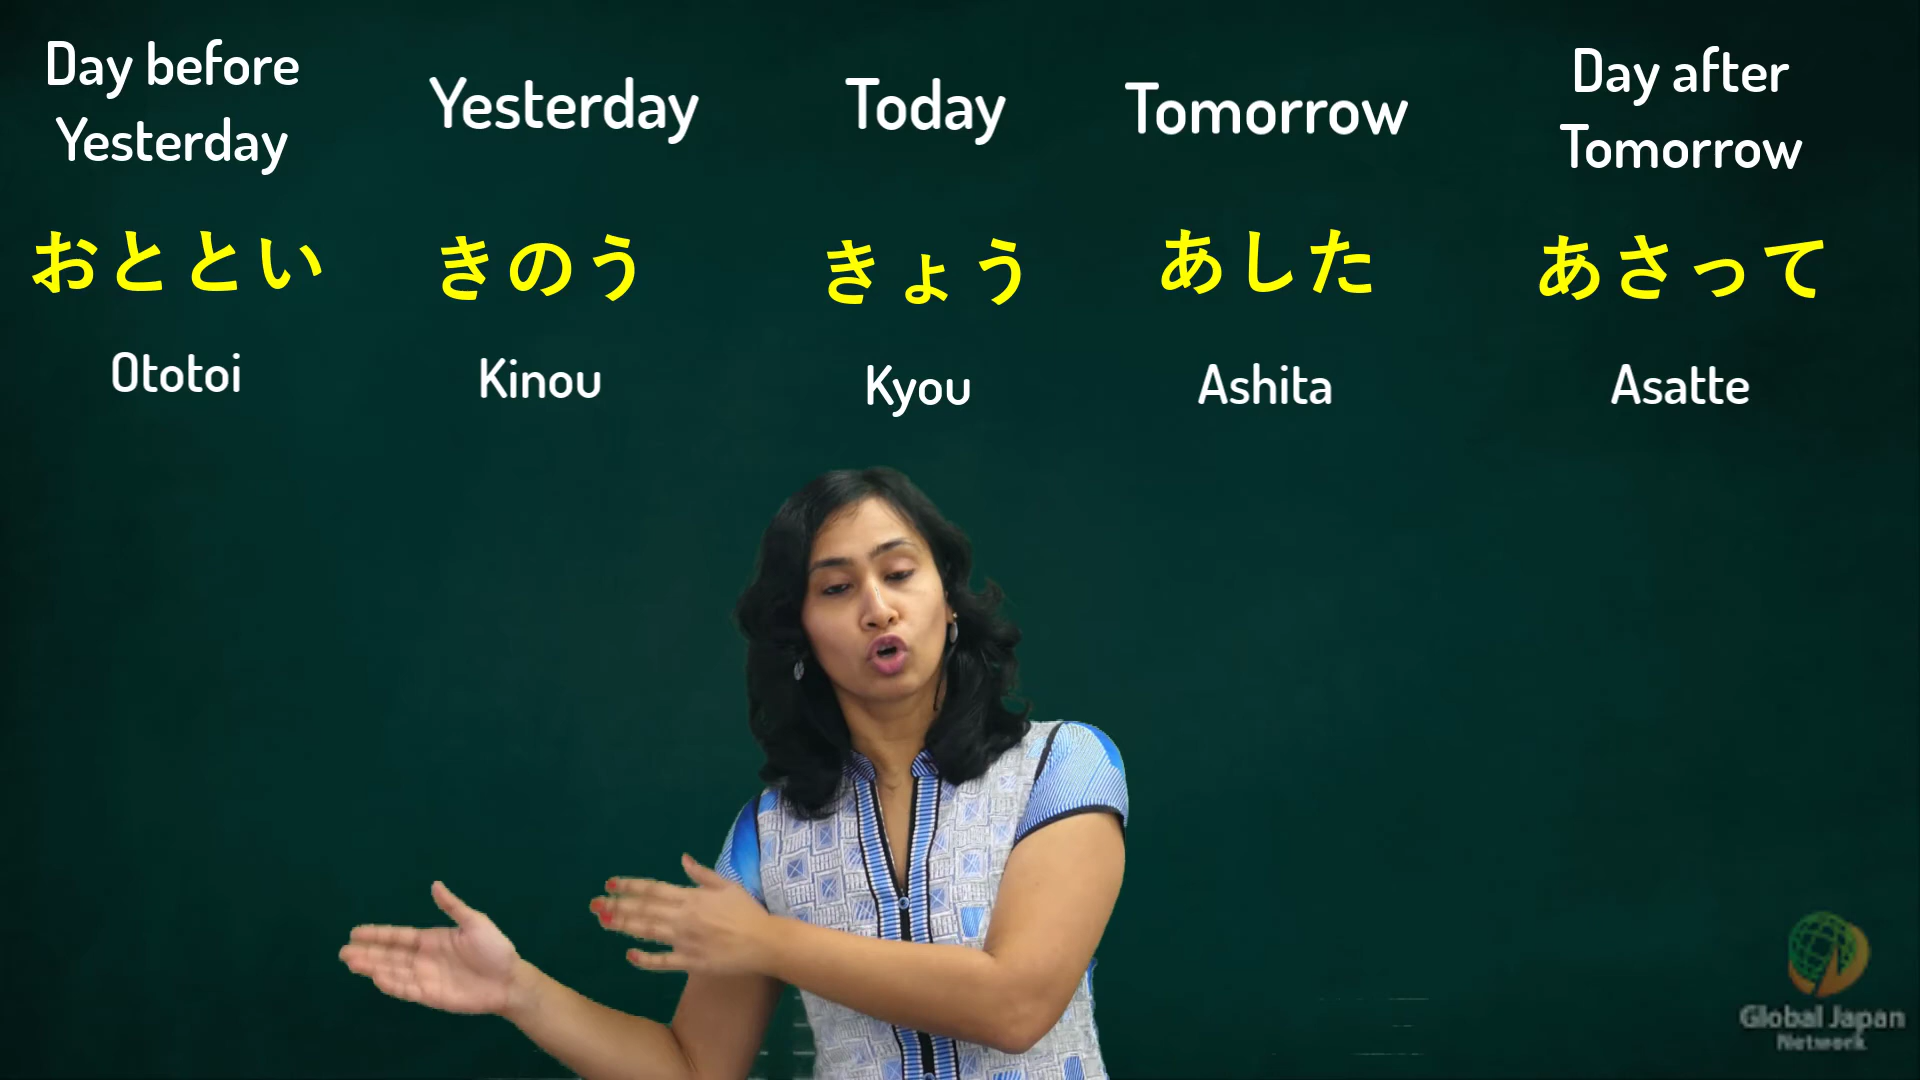 Day before
Yesterday
Yesterday
Today
Tomorrow
Day after
Tomorrow
おととい
きのう
きょう
あした
あさって
Ototoi
Kinou
Kyou
Ashita
Asatte
Global Japan
Network